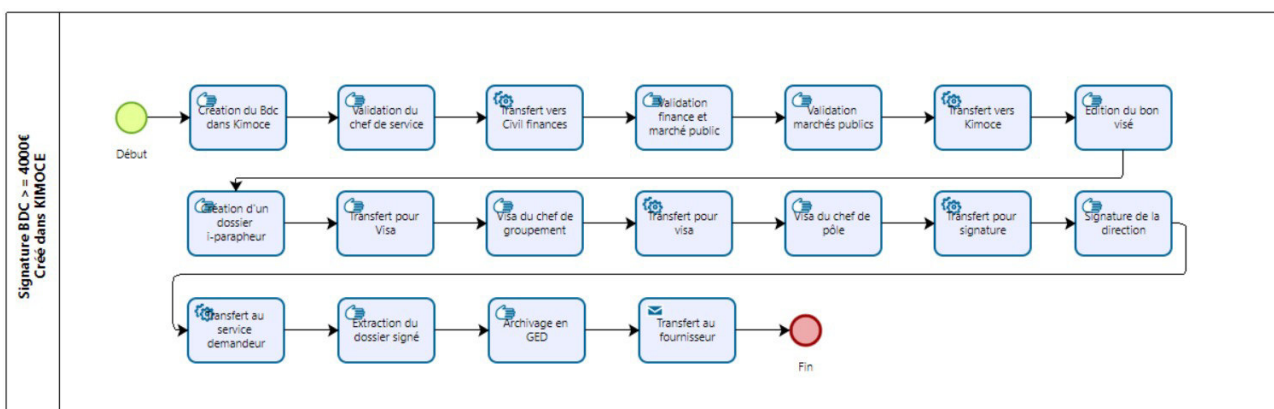 Signature BDC > = 4000€
Créé dans KIMOCE
Début
Création du Bdc
dans Kimoce
Validation du
chef de service
Transfert vers
Civil finances
Validation
finance et
marché public
Validation
marchés publics
Transfert vers
Kimoce
Edition du bon
visé
Création d'un
dossier
i-parapheur
Transfert pour
Visa
Visa du chef de
groupement
Transfert pour
visa
Visa du chef de
pôle
Transfert pour
signature
Signature de la
direction
Transfert au
service
demandeur
Extraction du
dossier signé
Archivage en
GED
Transfert au
fournisseur
Fin